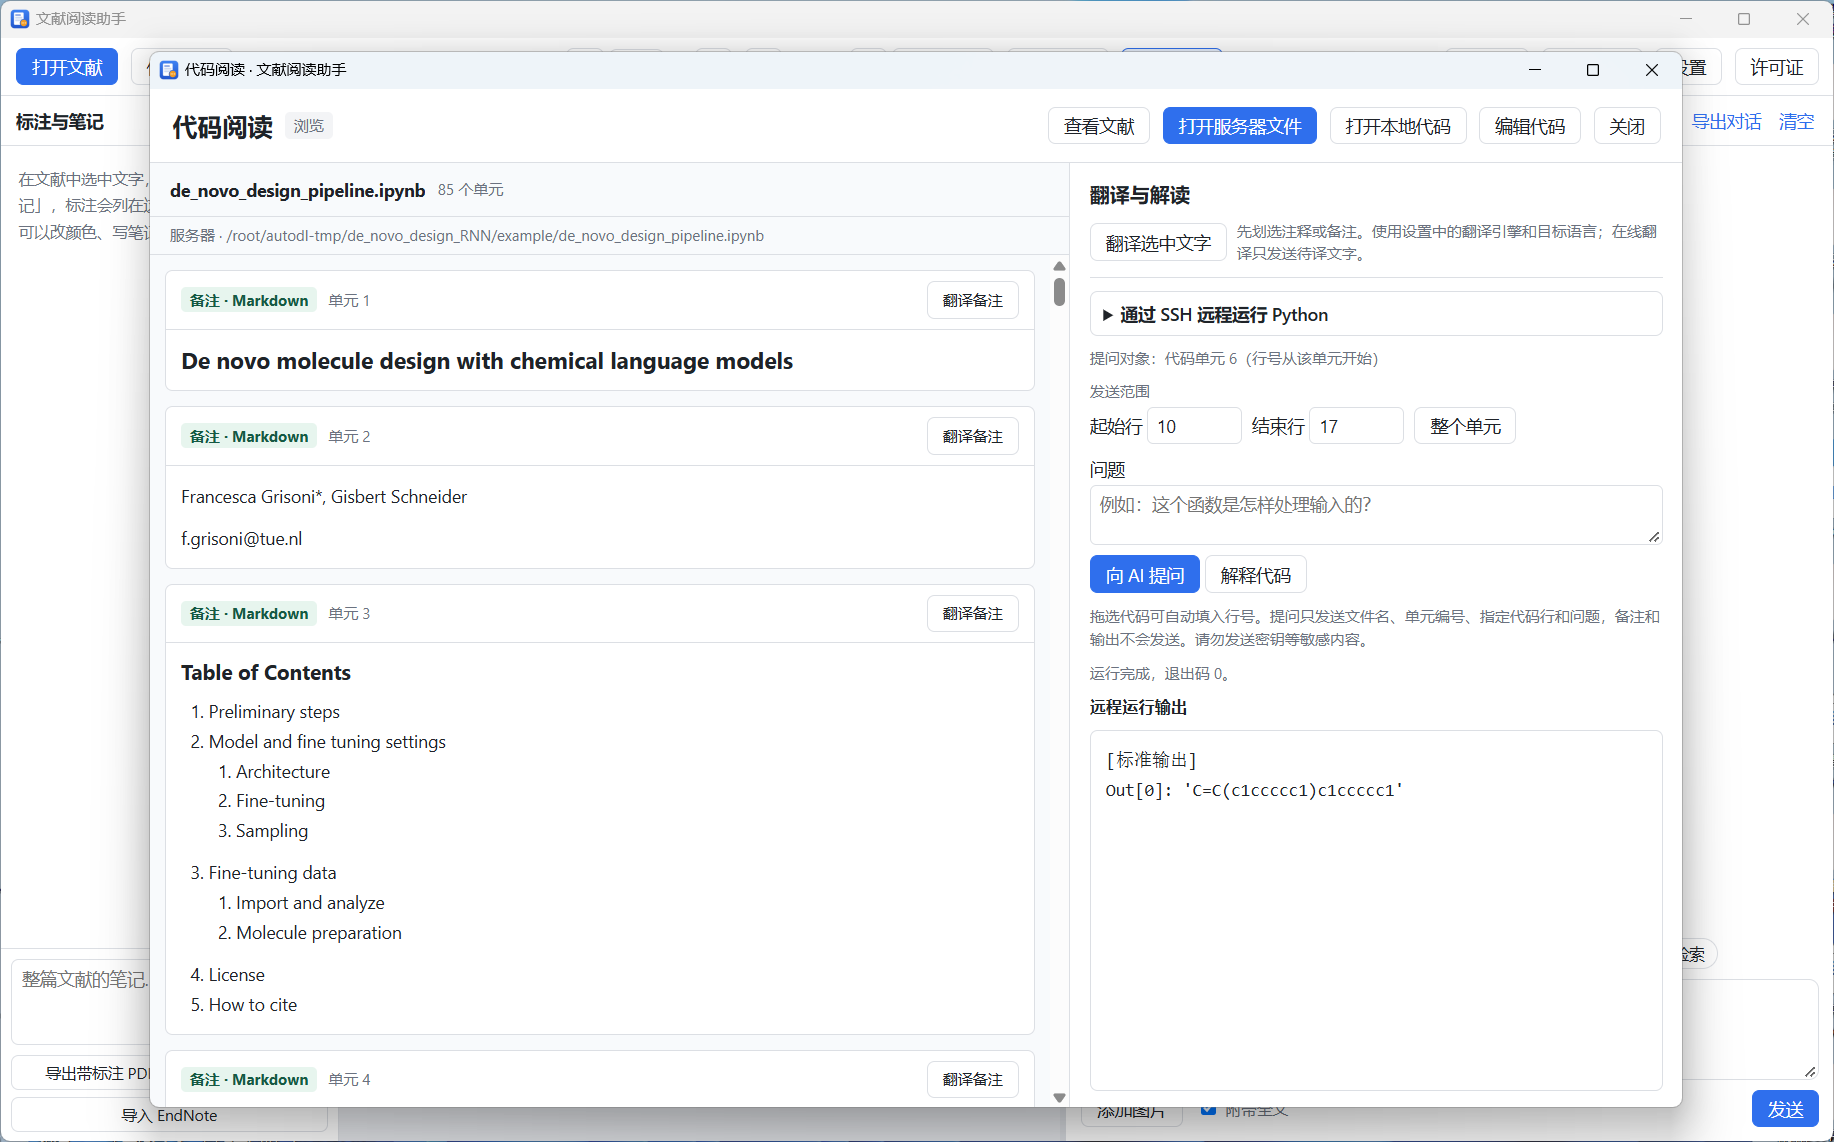 文献阅读助手
打开文献
置
许可证
标注与笔记
导出对话
清空
在文献中选中文字,
记」，标注会列在
可以改颜色、写笔
整篇文献的笔记
导出带标注 PD
导入 EndNote
添加图片
附带全文
检索
发送
代码阅读 · 文献阅读助手
代码阅读
浏览
查看文献
打开服务器文件
打开本地代码
编辑代码
关闭
de_novo_design_pipeline.ipynb
85 个单元
服务器 · /root/autodl-tmp/de_novo_design_RNN/example/de_novo_design_pipeline.ipynb
备注 · Markdown
单元 1
翻译备注
De novo molecule design with chemical language models
备注 · Markdown
单元 2
翻译备注
Francesca Grisoni*, Gisbert Schneider
f.grisoni@tue.nl
备注 · Markdown
单元 3
翻译备注
Table of Contents
1. Preliminary steps
2. Model and fine tuning settings
1. Architecture
2. Fine-tuning
3. Sampling
3. Fine-tuning data
1. Import and analyze
2. Molecule preparation
4. License
5. How to cite
备注 · Markdown
单元 4
翻译备注
翻译与解读
翻译选中文字
先划选注释或备注。使用设置中的翻译引擎和目标语言；在线翻
译只发送待译文字。
通过 SSH 远程运行 Python
提问对象：代码单元 6（行号从该单元开始）
发送范围
起始行
10
结束行
17
整个单元
问题
例如：这个函数是怎样处理输入的？
向 AI 提问
解释代码
拖选代码可自动填入行号。提问只发送文件名、单元编号、指定代码行和问题，备注和
输出不会发送。请勿发送密钥等敏感内容。
运行完成，退出码 0。
远程运行输出
[标准输出]
Out[0]: 'C=C(c1ccccc1)c1ccccc1'